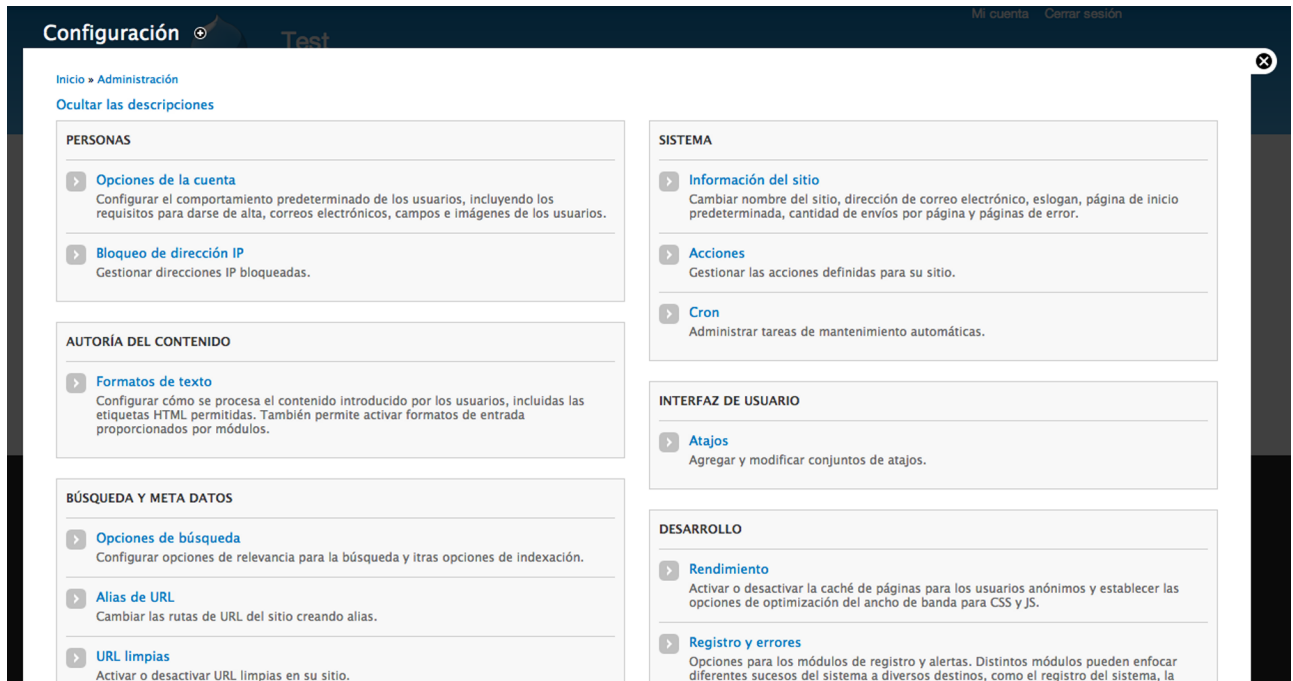 Mi cuenta Cerrar sesión
Configuración
Test
Inicio » Administración
Ocultar las descripciones
PERSONAS
Opciones de la cuenta
Configurar el comportamiento predeterminado de los usuarios, incluyendo los
requisitos para darse de alta, correos electrónicos, campos e imágenes de los usuarios.
Bloqueo de dirección IP
Gestionar direcciones IP bloqueadas.
AUTORÍA DEL CONTENIDO
Formatos de texto
Configurar cómo se procesa el contenido introducido por los usuarios, incluidas las
etiquetas HTML permitidas. También permite activar formatos de entrada
proporcionados por módulos.
BÚSQUEDA Y META DATOS
Opciones de búsqueda
Configurar opciones de relevancia para la búsqueda y itras opciones de indexación.
Alias de URL
Cambiar las rutas de URL del sitio creando alias.
URL limpias
Activar o desactivar URL limpias en su sitio.
SISTEMA
Información del sitio
Cambiar nombre del sitio, dirección de correo electrónico, eslogan, página de inicio
predeterminada, cantidad de envíos por página y páginas de error.
Acciones
Gestionar las acciones definidas para su sitio.
Cron
Administrar tareas de mantenimiento automáticas.
INTERFAZ DE USUARIO
Atajos
Agregar y modificar conjuntos de atajos.
DESARROLLO
Rendimiento
Activar o desactivar la caché de páginas para los usuarios anónimos y establecer las
opciones de optimización del ancho de banda para CSS y JS.
Registro y errores
Opciones para los módulos de registro y alertas. Distintos módulos pueden enfocar
diferentes sucesos del sistema a diversos destinos, como el registro del sistema, la